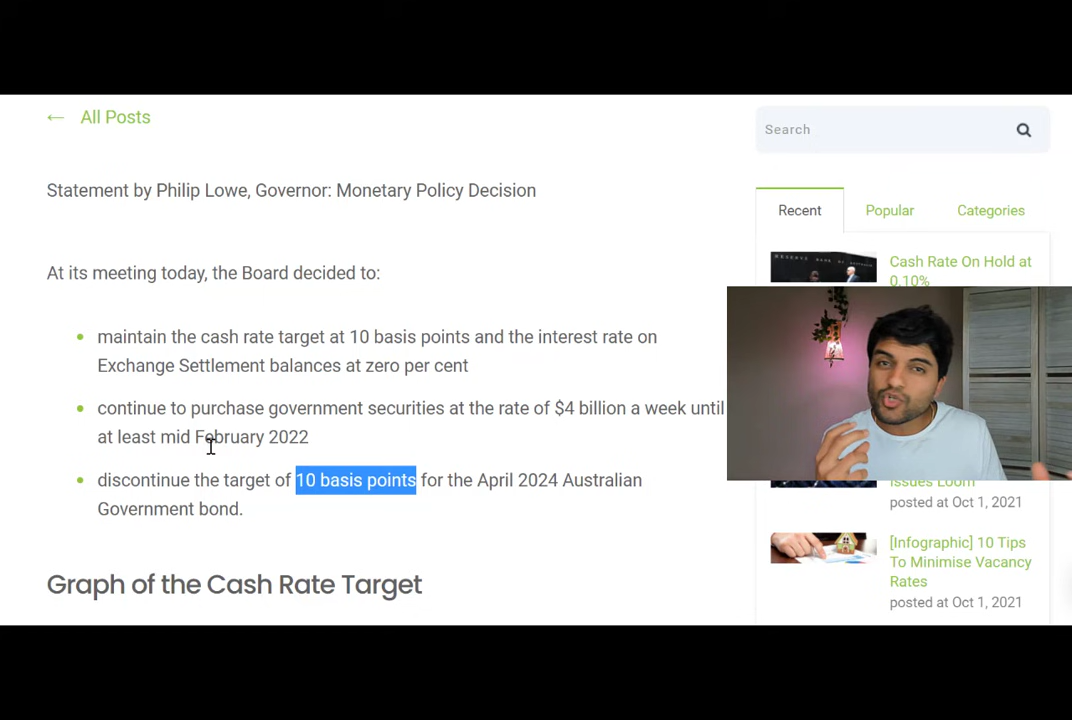 ← All Posts
Search
Statement by Philip Lowe, Governor: Monetary Policy Decision
Recent
Popular
Categories
At its meeting today, the Board decided to:
Cash Rate On Hold at
0.10%
maintain the cash rate target at 10 basis points and the interest rate on
Exchange Settlement balances at zero per cent
continue to purchase government securities at the rate of $4 billion a week until
at least mid February 2022
discontinue the target of 10 basis points for the April 2024 Australian
Government bond.
Issues Loom
posted at Oct 1, 2021
[Infographic] 10 Tips
To Minimise Vacancy
Rates
posted at Oct 1, 2021
Graph of the Cash Rate Target